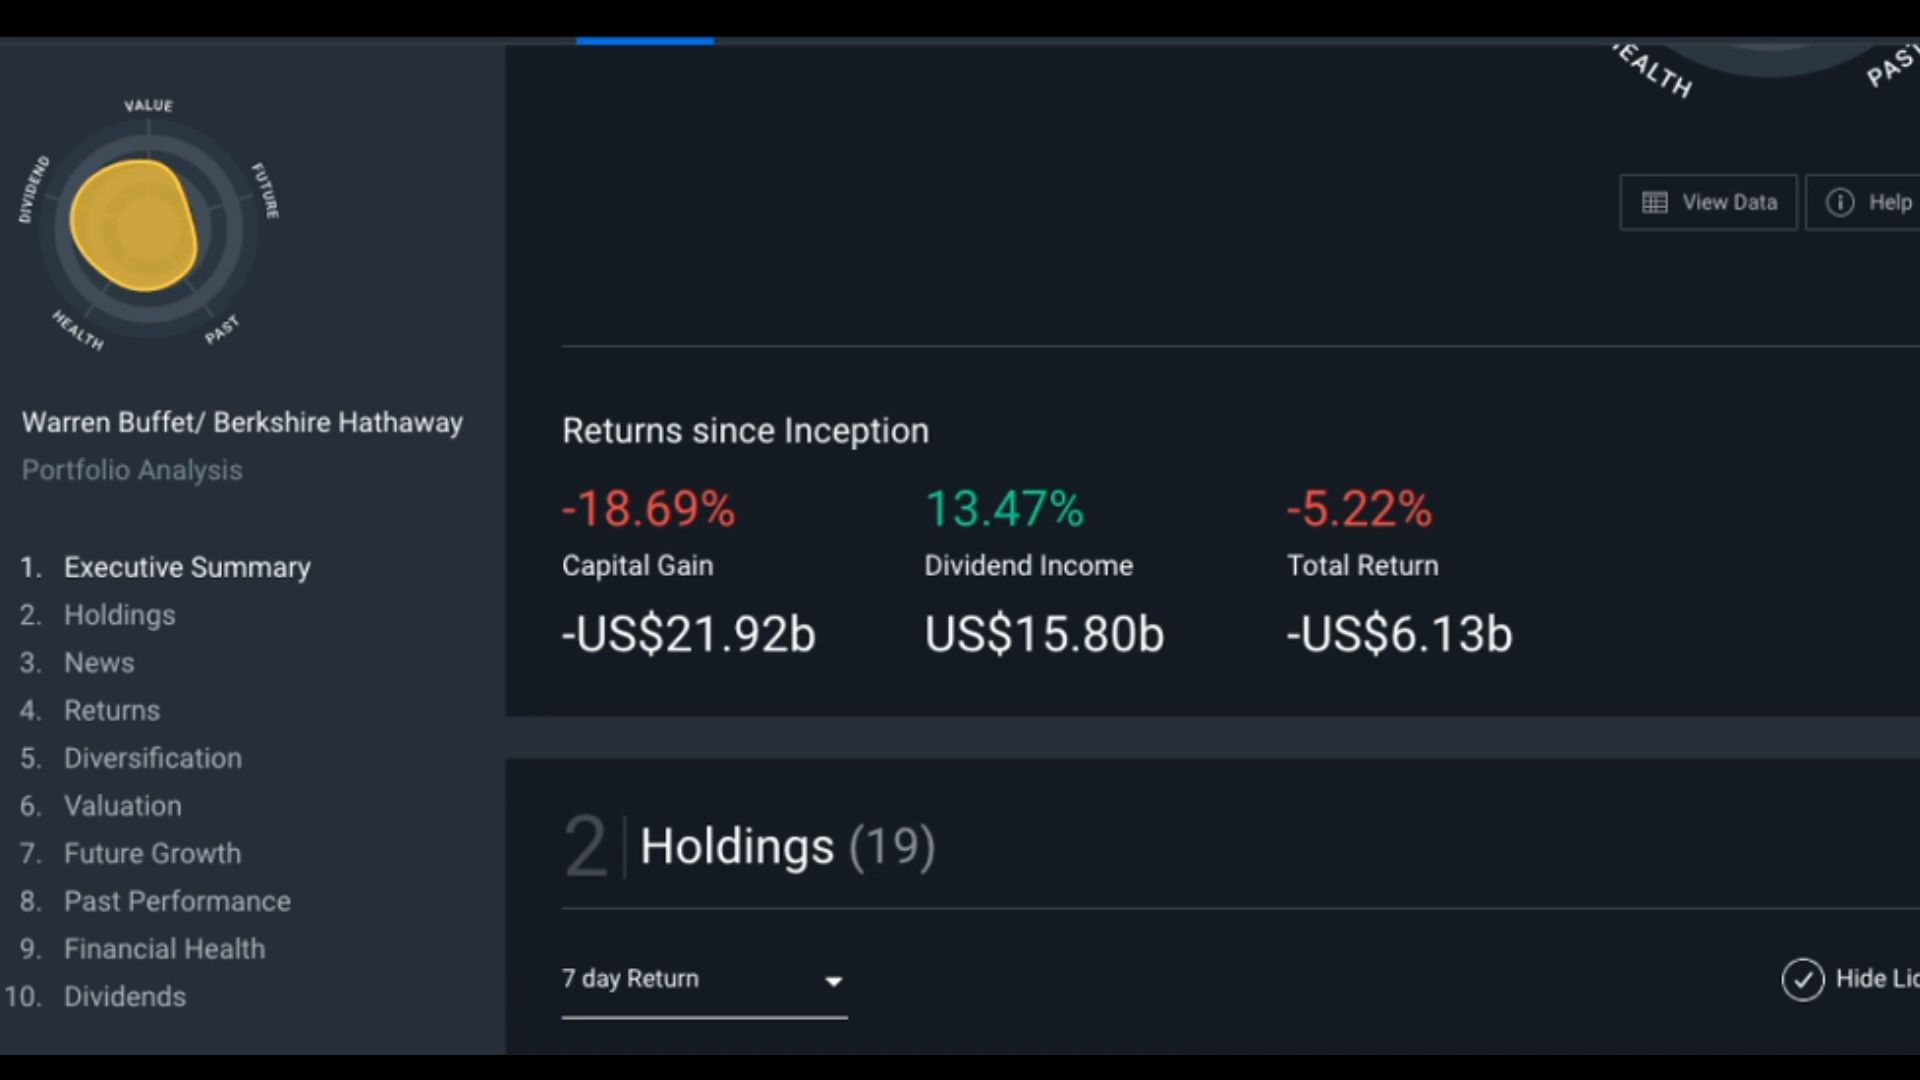 VALUE
FUTURE
PAST
HEALTH
DIVIDEND
Warren Buffet/ Berkshire Hathaway
Portfolio Analysis
1. Executive Summary
2. Holdings
3. News
4. Returns
5. Diversification
6. Valuation
7. Future Growth
8. Past Performance
9. Financial Health
10. Dividends
HEALTH
PAST
View Data
Help
Returns since Inception
-18.69% 13.47% -5.22%
Capital Gain Dividend Income Total Return
-US$21.92b US$15.80b -US$6.13b
2 Holdings (19)
7 day Return
Hide